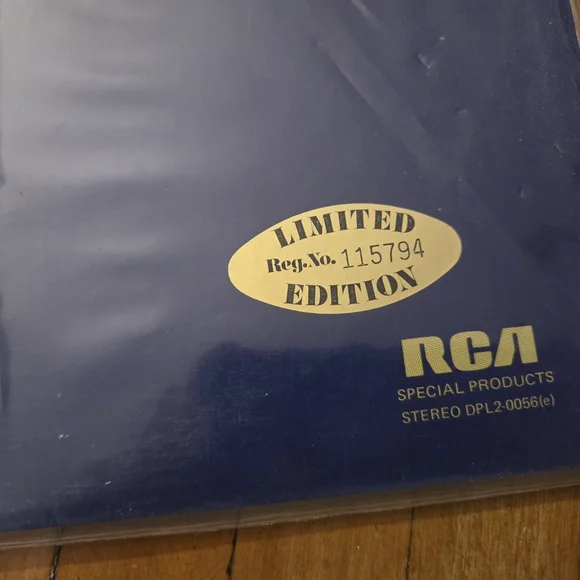 LIMITED
Reg.No. 115794
EDITION
RCA
SPECIAL PRODUCTS
STEREO DPL2-0056(e)